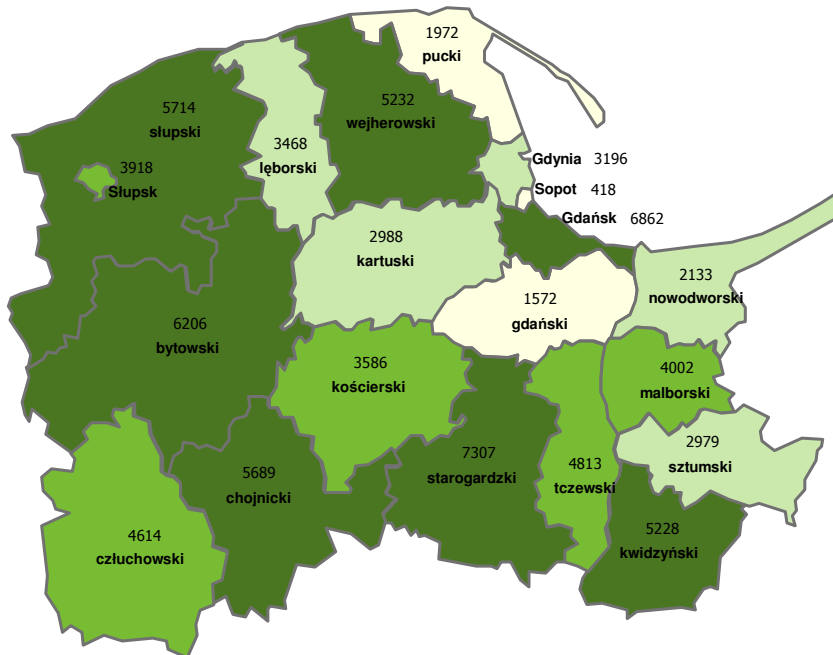 1972
pucki
5714
słupski
5232
wejherowski
3468
lęborski
3918
Słupsk
Gdynia 3196
Sopot 418
Gdańsk 6862
2988
kartuski
2133
nowodworski
1572
gdański
6206
bytowski
3586
kościerski
4002
malborski
2979
sztumski
7307
starogardzki
4813
tczewski
5689
chojnicki
5228
kwidzyński
4614
człuchowski